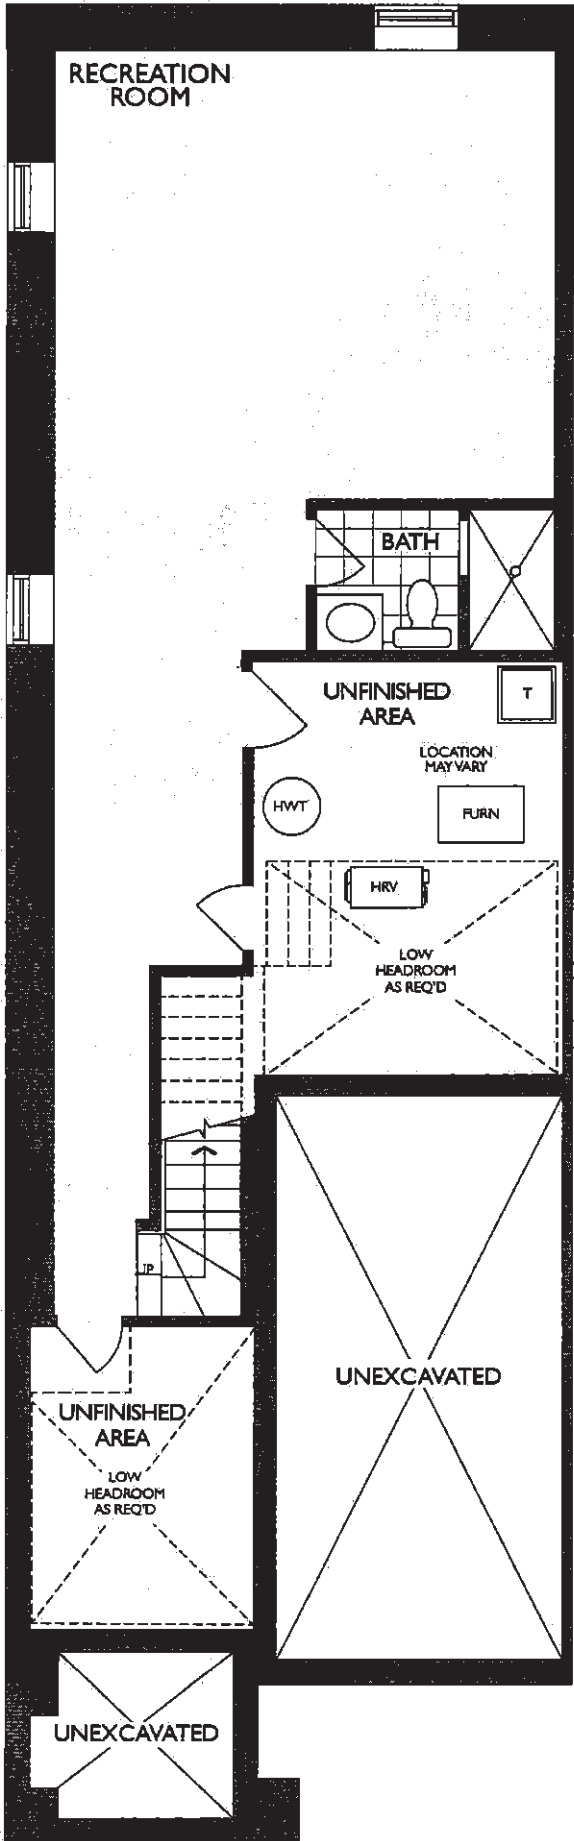 RECREATION
ROOM
BATH
UNFINISHED
AREA
T
LOCATION
MAY VARY
HWT
FURN
HRV
LOW
HEADROOM
AS REQ'D
UP
UNEXCAVATED
UNFINISHED
AREA
LOW
HEADROOM
AS REQ'D
UNEXCAVATED